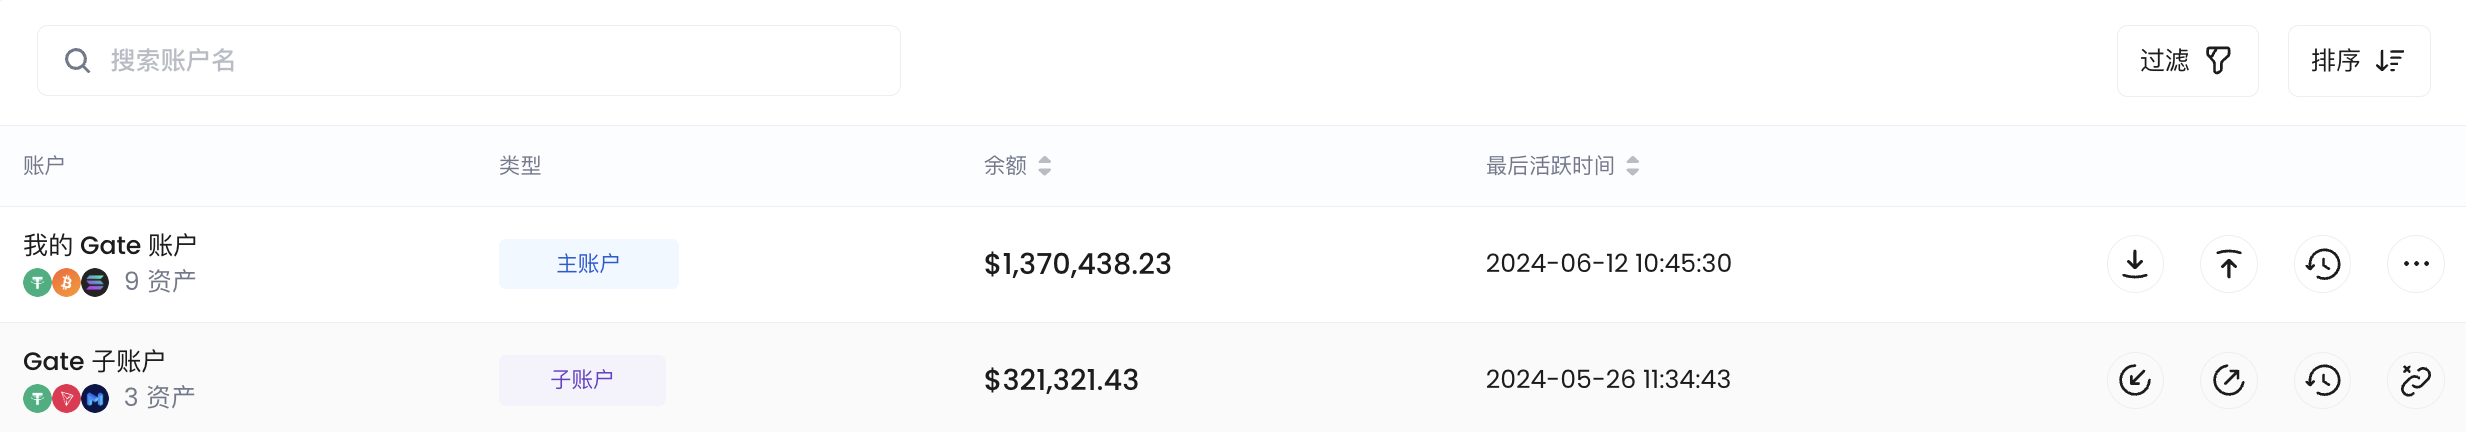 搜索账户名
过滤
排序
账户 类型 余额 最后活跃时间
我的 Gate 账户
9 资产
主账户
$1,370,438.23
2024-06-12 10:45:30
Gate 子账户
3 资产
子账户
$321,321.43
2024-05-26 11:34:43